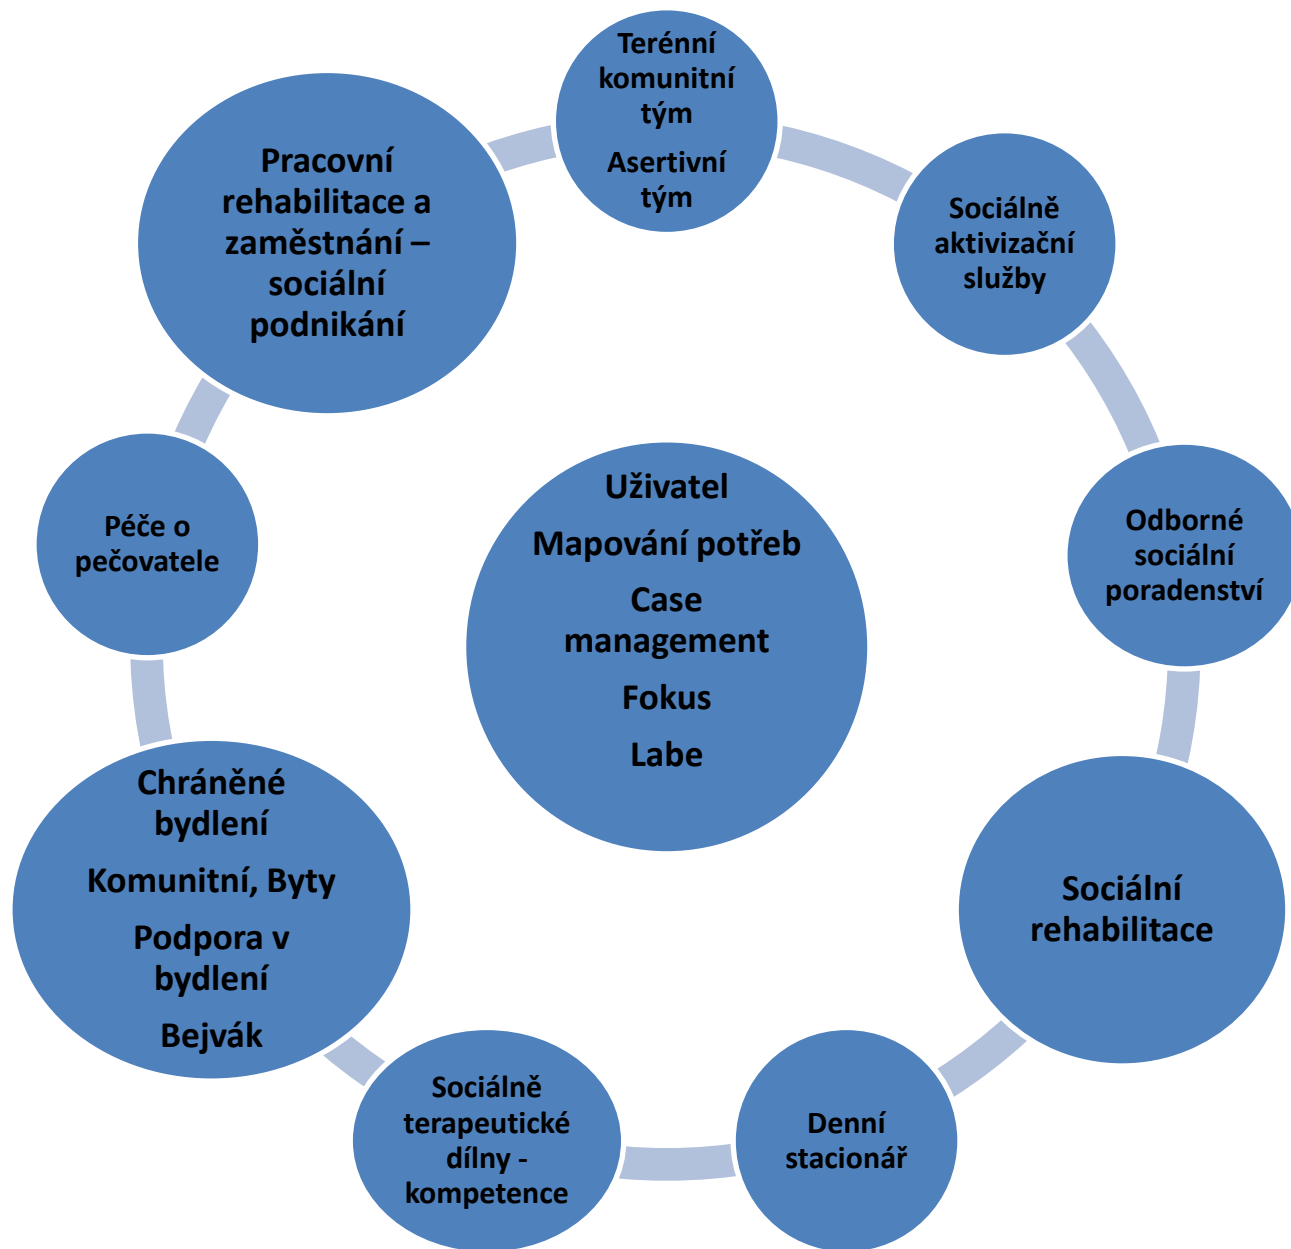 Terénní
komunitní
tým
Asertivní
tým
Sociálně
aktivizační
služby
Odborné
sociální
poradenství
Sociální
rehabilitace
Denní
stacionář
Sociálně
terapeutické
dílny -
kompetence
Chráněné
bydlení
Komunitní, Byty
Podpora v
bydlení
Bejvák
Péče o
pečovatele
Pracovní
rehabilitace a
zaměstnání –
sociální
podnikání
Uživatel
Mapování potřeb
Case
management
Fokus
Labe